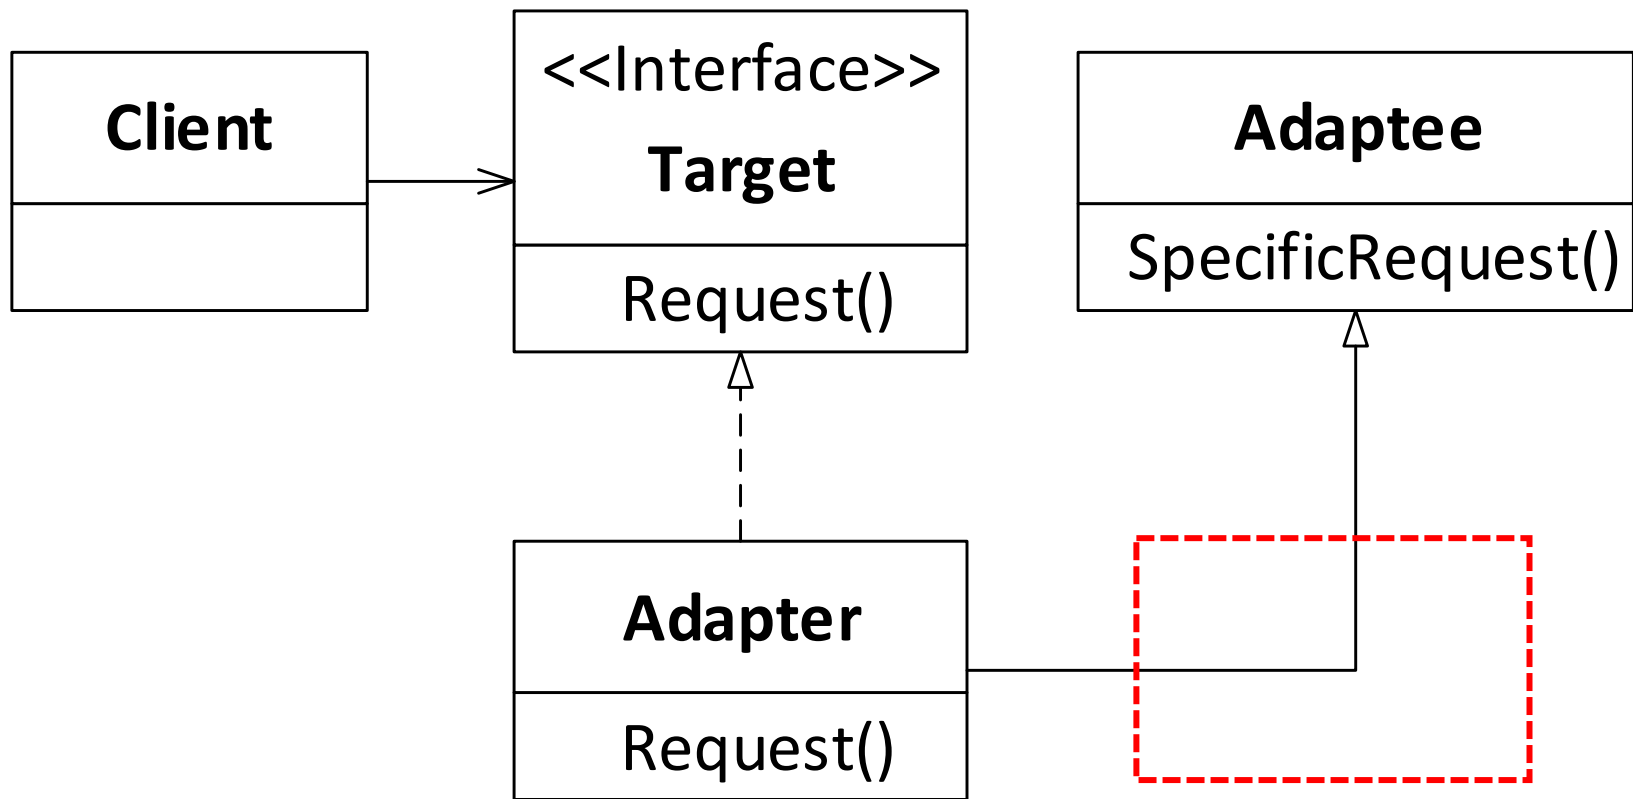 Client
<<Interface>>
Target
Request()
Adaptee
SpecificRequest()
Adapter
Request()